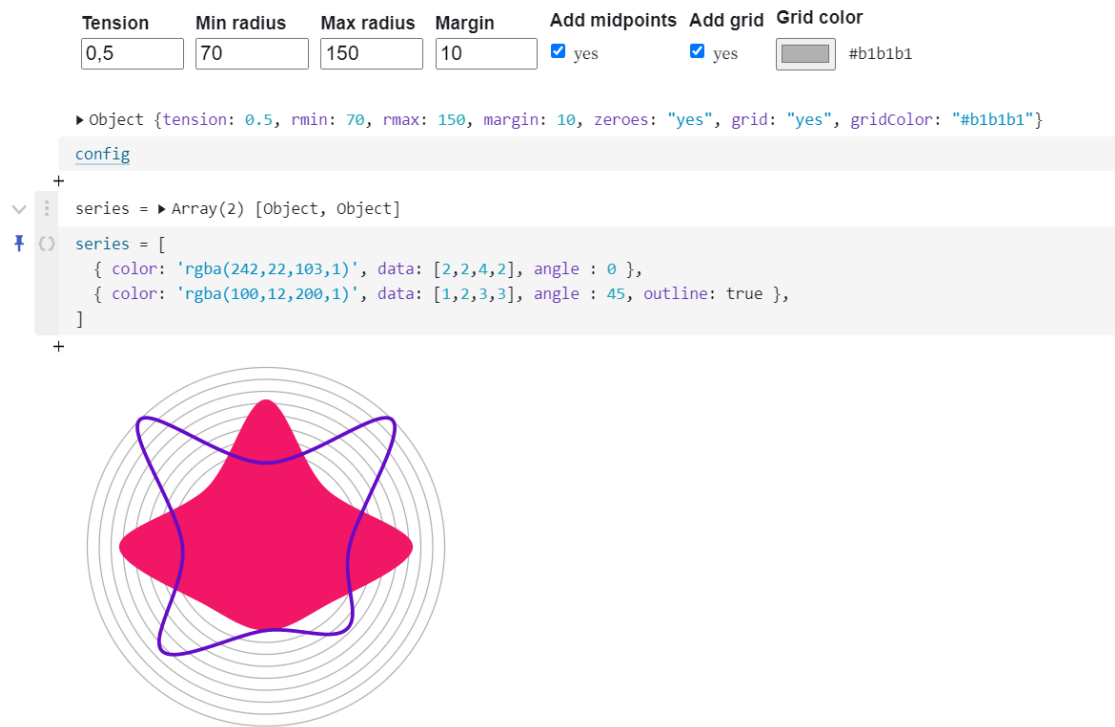 Tension Min radius Max radius Margin Add midpoints Add grid Grid color
0,5 70 150 10 yes yes #b1b1b1
▸ Object {tension: 0.5, rmin: 70, rmax: 150, margin: 10, zeroes: "yes", grid: "yes", gridColor: "#b1b1b1"}
config
+
series = ▸ Array(2) [Object, Object]
{} series = [
{ color: 'rgba(242,22,103,1)', data: [2,2,4,2], angle : 0 },
{ color: 'rgba(100,12,200,1)', data: [1,2,3,3], angle : 45, outline: true },
]
+